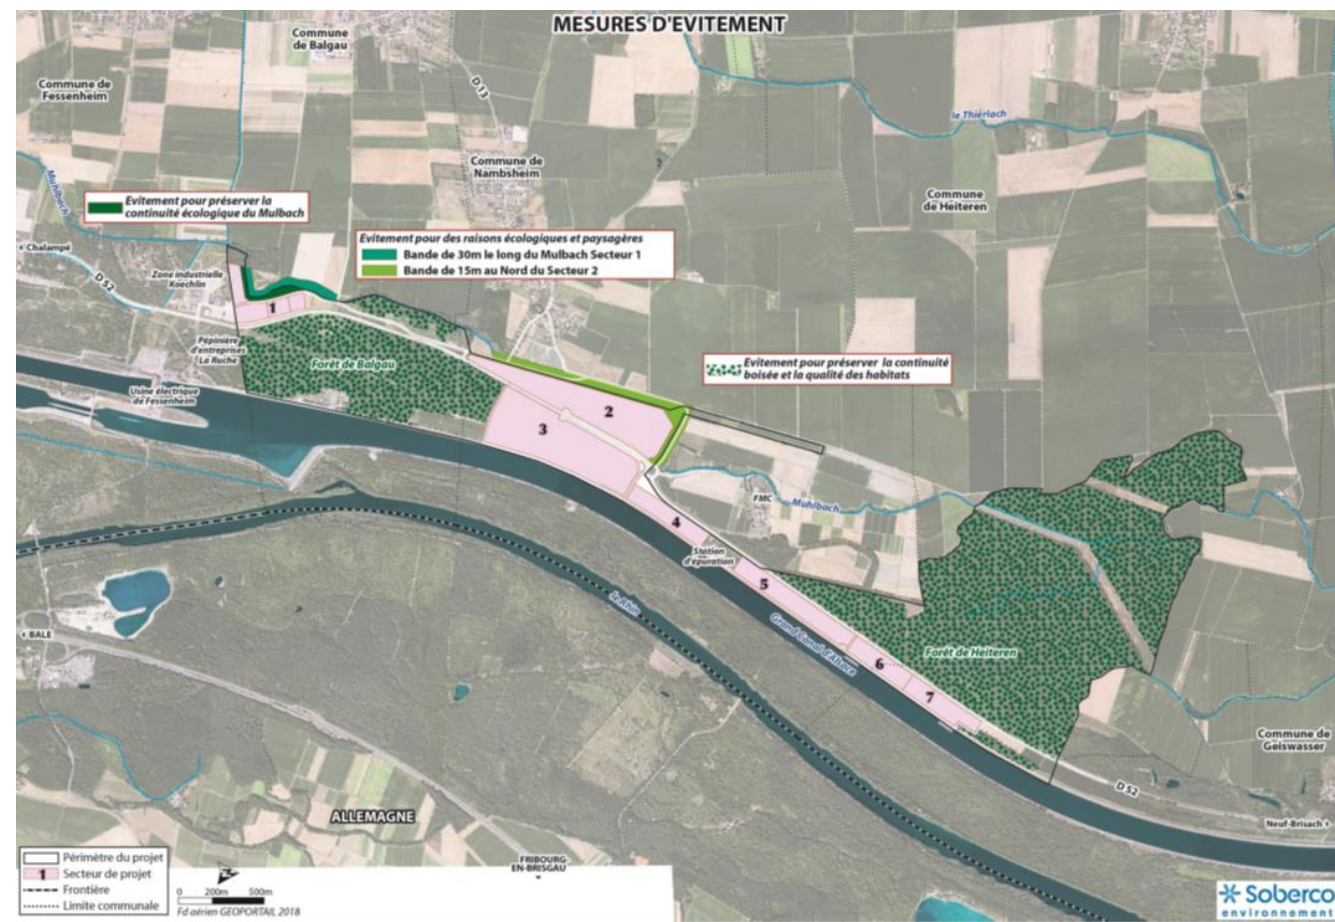 MESURES D'EVITEMENT
Commune
de Balgau
Commune de
Fessenheim
D 13
le Thierlach
Commune de
Nambsheim
Commune
de Heiteren
Muhlbach
Evitement pour préserver la
continuité écologique du Mulbach
Evitement pour des raisons écologiques et paysagères
Bande de 30m le long du Mulbach Secteur 1
Bande de 15m au Nord du Secteur 2
Chalampé
D 52
Zone industrielle
Koechlin
1
Pépinière
d'entreprises
La Ruche
Forêt de Balgau
Evitement pour préserver la continuité
boisée et la qualité des habitats
Usine électrique
de Fessenheim
2
3
FMC
Muhlbach
4
Station
d'épuration
5
le Rhin
Grand Canal d'Alsace
BALE
6
Forêt de Heiteren
7
Commune de
Geiswasser
D 52
Neuf-Brisach
ALLEMAGNE
FRIBOURG-
EN-BRISGAU
Périmètre du projet
1 Secteur de projet
Frontière
Limite communale
0 200m 500m
Fd aérien GEOPORTAIL 2018
Soberco
environnement